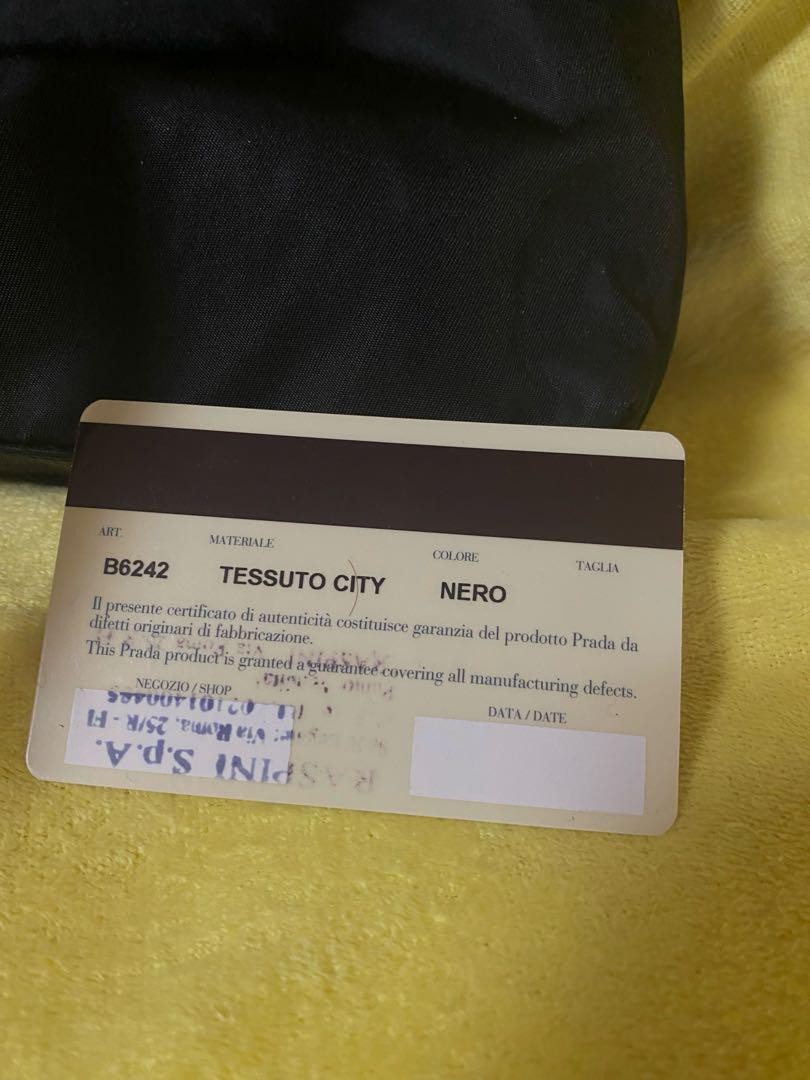 ART.
MATERIALE
COLORE
TAGLIA
B6242
TESSUTO CITY
NERO
Il presente certificato di autenticità costituisce garanzia del prodotto Prada da
difetti originari di fabbricazione.
This Prada product is granted a guarantee covering all manufacturing defects.
NEGOZIO / SHOP
DATA / DATE
RASPINI S.p.A.
Via Roma, 25/R - FI